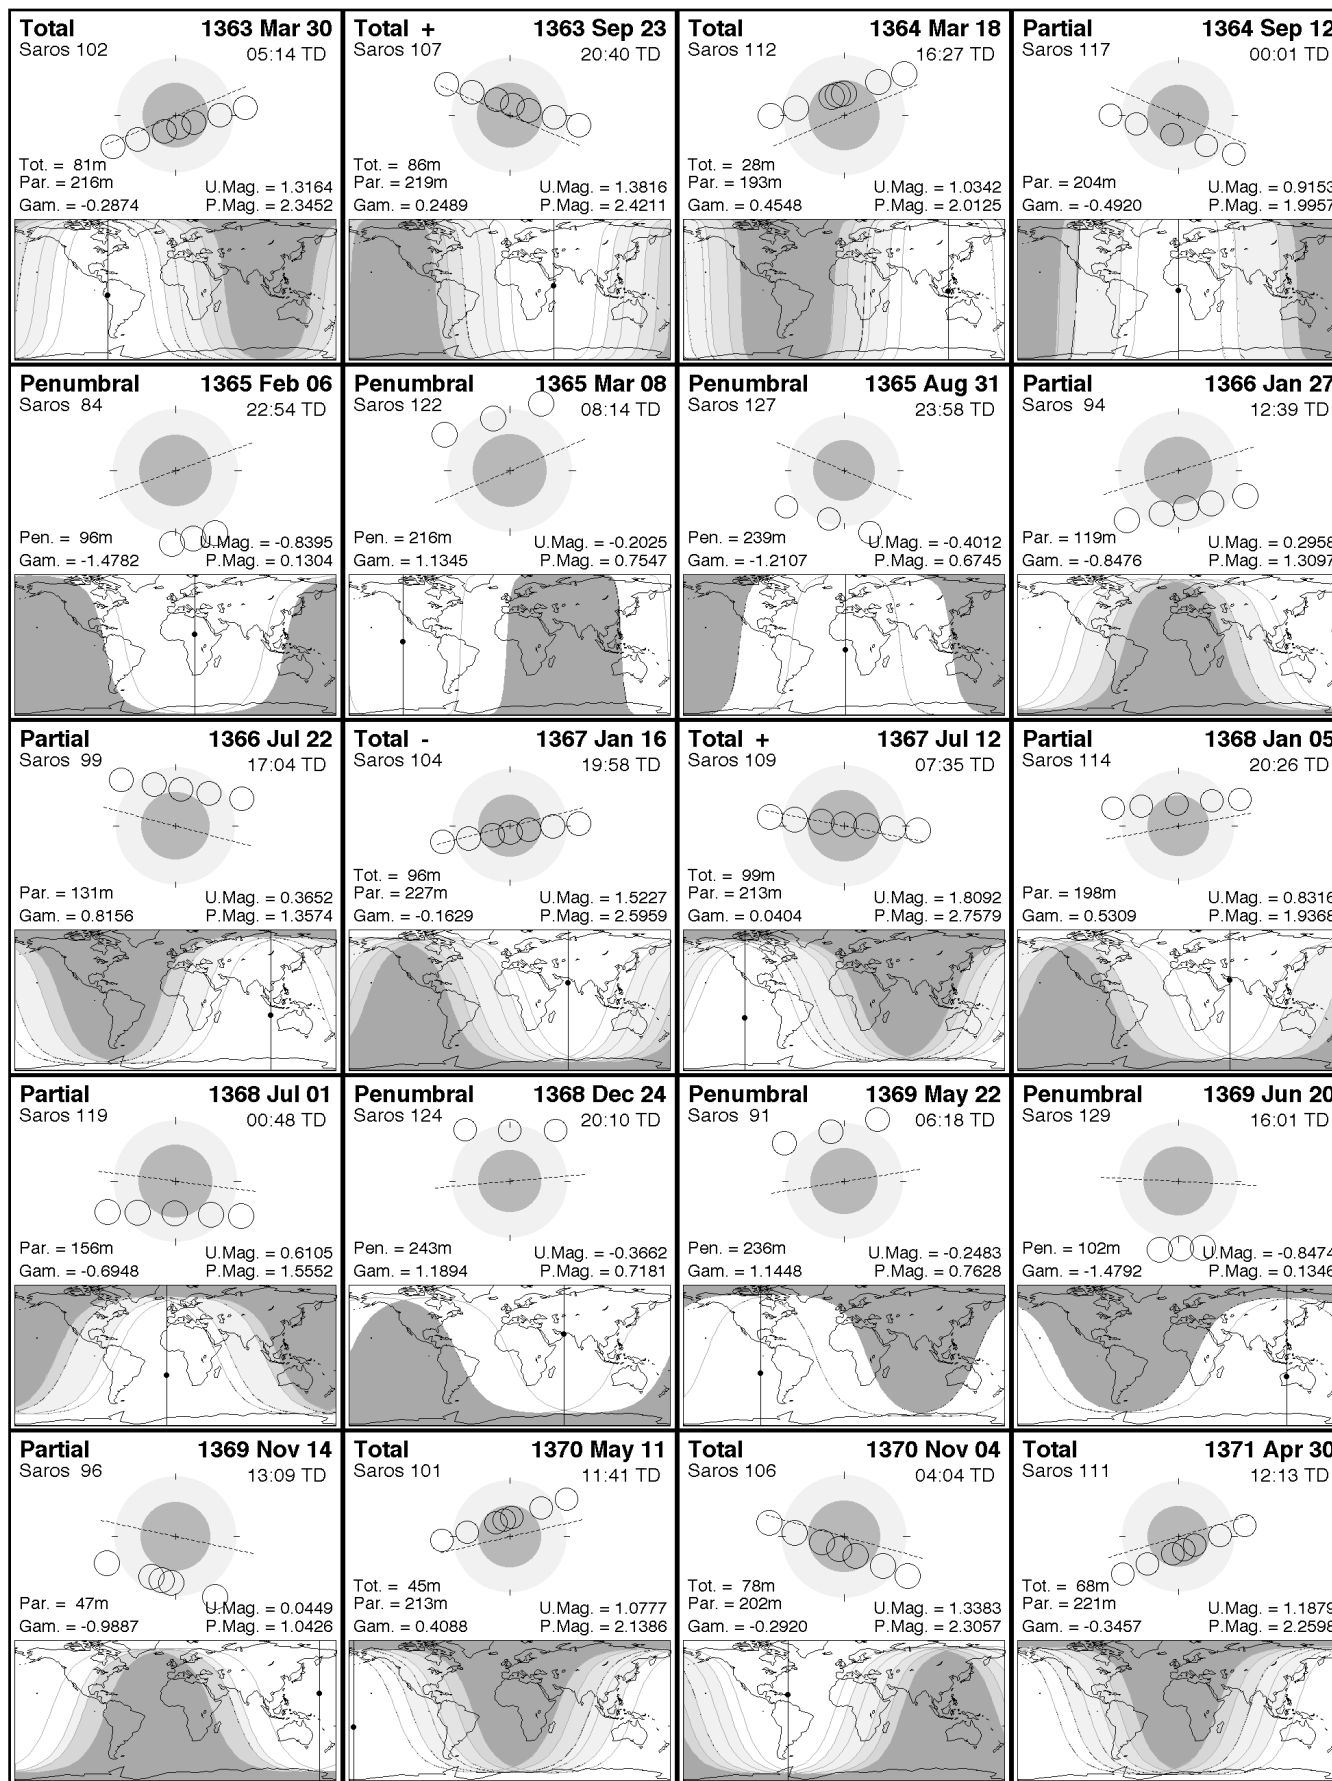 Total 1363 Mar 30
Saros 102 05:14 TD
Tot. = 81m
Par. = 216m U.Mag. = 1.3164
Gam. = -0.2874 P.Mag. = 2.3452
Total + 1363 Sep 23
Saros 107 20:40 TD
Tot. = 86m
Par. = 219m U.Mag. = 1.3816
Gam. = 0.2489 P.Mag. = 2.4211
Total 1364 Mar 18
Saros 112 16:27 TD
Tot. = 28m
Par. = 193m U.Mag. = 1.0342
Gam. = 0.4548 P.Mag. = 2.0125
Partial 1364 Sep 12
Saros 117 00:01 TD
Par. = 204m U.Mag. = 0.9153
Gam. = -0.4920 P.Mag. = 1.9957
Penumbral 1365 Feb 06
Saros 84 22:54 TD
Pen. = 96m U.Mag. = -0.8395
Gam. = -1.4782 P.Mag. = 0.1304
Penumbral 1365 Mar 08
Saros 122 08:14 TD
Pen. = 216m U.Mag. = -0.2025
Gam. = 1.1345 P.Mag. = 0.7547
Penumbral 1365 Aug 31
Saros 127 23:58 TD
Pen. = 239m U.Mag. = -0.4012
Gam. = -1.2107 P.Mag. = 0.6745
Partial 1366 Jan 27
Saros 94 12:39 TD
Par. = 119m U.Mag. = 0.2958
Gam. = -0.8476 P.Mag. = 1.3097
Partial 1366 Jul 22
Saros 99 17:04 TD
Par. = 131m U.Mag. = 0.3652
Gam. = 0.8156 P.Mag. = 1.3574
Total - 1367 Jan 16
Saros 104 19:58 TD
Tot. = 96m
Par. = 227m U.Mag. = 1.5227
Gam. = -0.1629 P.Mag. = 2.5959
Total + 1367 Jul 12
Saros 109 07:35 TD
Tot. = 99m
Par. = 213m U.Mag. = 1.8092
Gam. = 0.0404 P.Mag. = 2.7579
Partial 1368 Jan 05
Saros 114 20:26 TD
Par. = 198m U.Mag. = 0.8316
Gam. = 0.5309 P.Mag. = 1.9368
Partial 1368 Jul 01
Saros 119 00:48 TD
Par. = 156m U.Mag. = 0.6105
Gam. = -0.6948 P.Mag. = 1.5552
Penumbral 1368 Dec 24
Saros 124 20:10 TD
Pen. = 243m U.Mag. = -0.3662
Gam. = 1.1894 P.Mag. = 0.7181
Penumbral 1369 May 22
Saros 91 06:18 TD
Pen. = 236m U.Mag. = -0.2483
Gam. = 1.1448 P.Mag. = 0.7628
Penumbral 1369 Jun 20
Saros 129 16:01 TD
Pen. = 102m U.Mag. = -0.8474
Gam. = -1.4792 P.Mag. = 0.1346
Partial 1369 Nov 14
Saros 96 13:09 TD
Par. = 47m U.Mag. = 0.0449
Gam. = -0.9887 P.Mag. = 1.0426
Total 1370 May 11
Saros 101 11:41 TD
Tot. = 45m
Par. = 213m U.Mag. = 1.0777
Gam. = 0.4088 P.Mag. = 2.1386
Total 1370 Nov 04
Saros 106 04:04 TD
Tot. = 78m
Par. = 202m U.Mag. = 1.3383
Gam. = -0.2920 P.Mag. = 2.3057
Total 1371 Apr 30
Saros 111 12:13 TD
Tot. = 68m
Par. = 221m U.Mag. = 1.1879
Gam. = -0.3457 P.Mag. = 2.2598